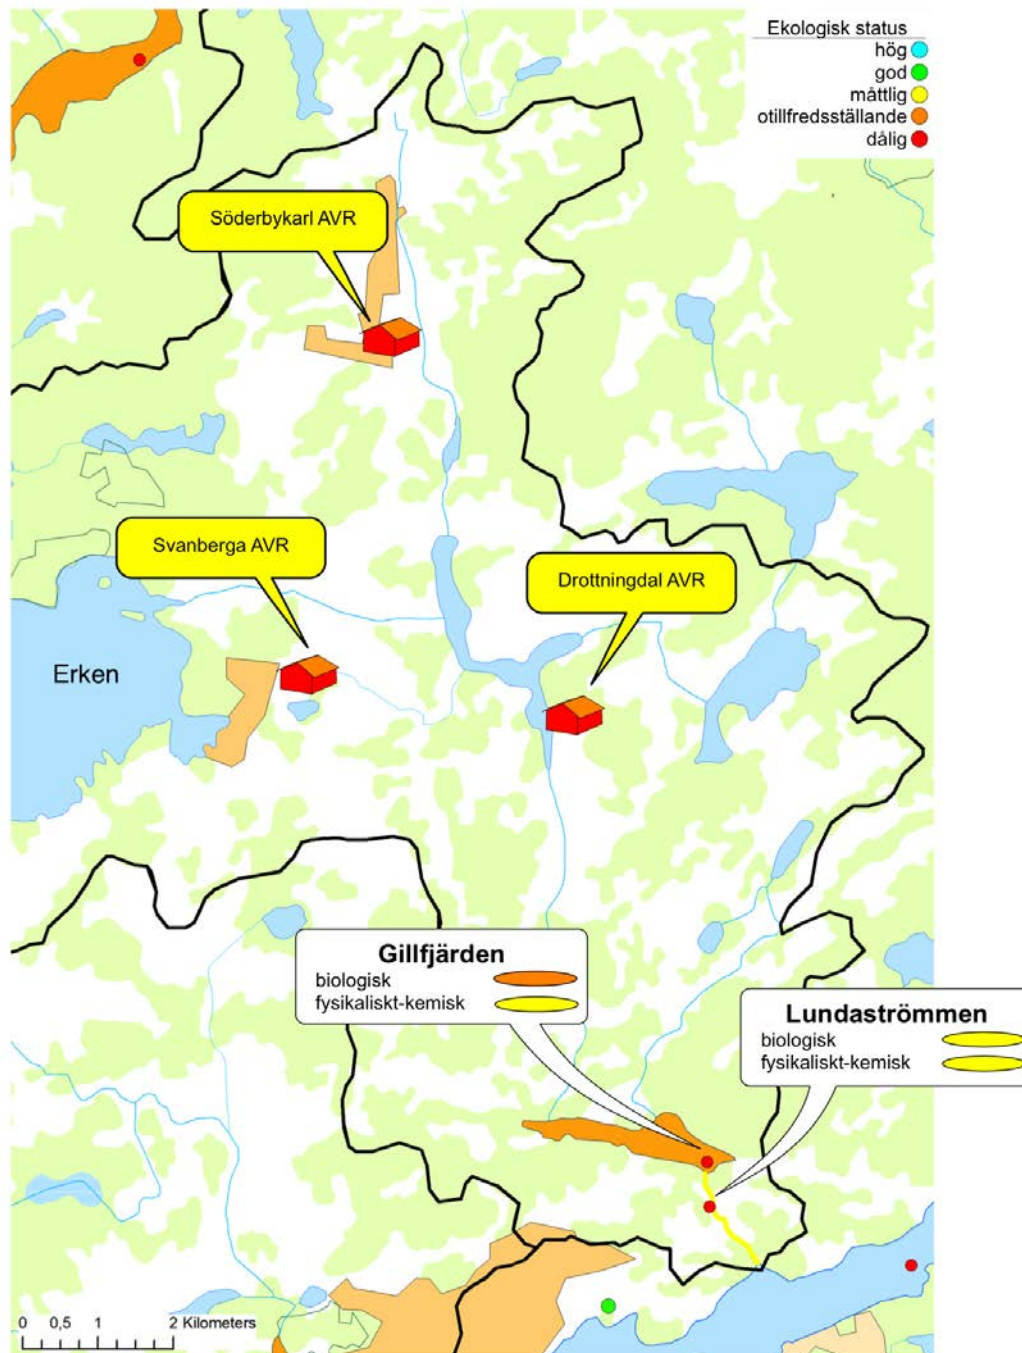 Ekologisk status
hög
god
måttlig
otillfredsställande
dålig
Söderbykarl AVR
Svanberga AVR
Drottningdal AVR
Erken
Gillfjärden
biologisk
fysikaliskt-kemisk
Lundaströmmen
biologisk
fysikaliskt-kemisk
0 0,5 1 2 Kilometers